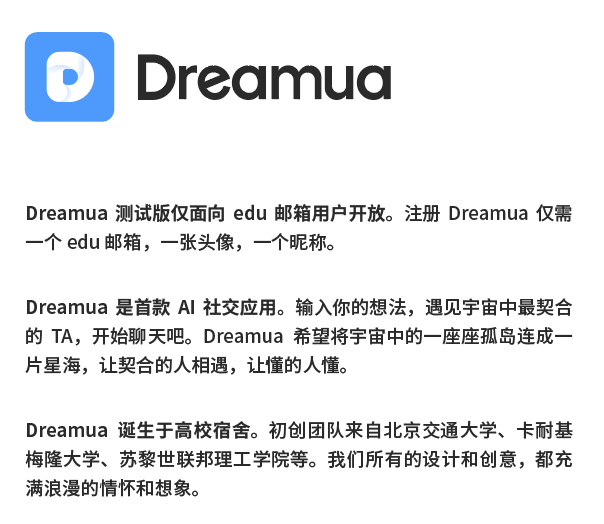 Dreamua
Dreamua 测试版仅面向 edu 邮箱用户开放。注册 Dreamua 仅需
一个 edu 邮箱，一张头像，一个昵称。
Dreamua 是首款 AI 社交应用。输入你的想法，遇见宇宙中最契合
的 TA，开始聊天吧。Dreamua 希望将宇宙中的一座座孤岛连成一
片星海，让契合的人相遇，让懂的人懂。
Dreamua 诞生于高校宿舍。初创团队来自北京交通大学、卡耐基
梅隆大学、苏黎世联邦理工学院等。我们所有的设计和创意，都充
满浪漫的情怀和想象。